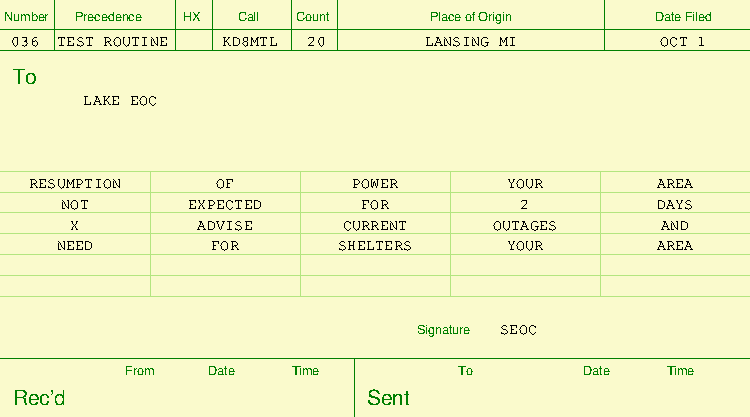 Number Precedence HX Call Count Place of Origin Date Filed
036 TEST ROUTINE KD8MTL 20 LANSING MI OCT 1
To
LAKE EOC
RESUMPTION OF POWER YOUR AREA
NOT EXPECTED FOR 2 DAYS
X ADVISE CURRENT OUTAGES AND
NEED FOR SHELTERS YOUR AREA
Signature SEOC
From Date Time To Date Time
Rec'd Sent